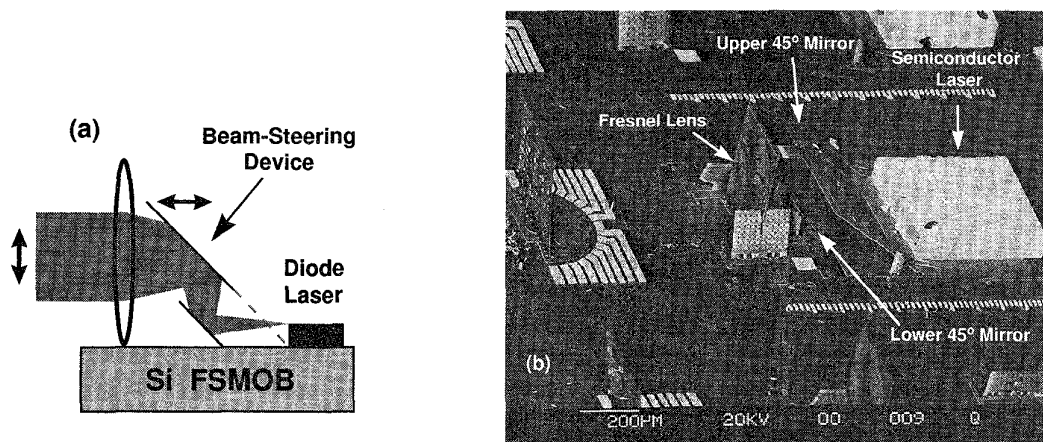 (a)
Beam-Steering
Device
Diode
Laser
Si FSMOB
Upper 45° Mirror
Semiconductor
Laser
Fresnel Lens
Lower 45° Mirror
(b)
200PM 20KV 00 009 Q